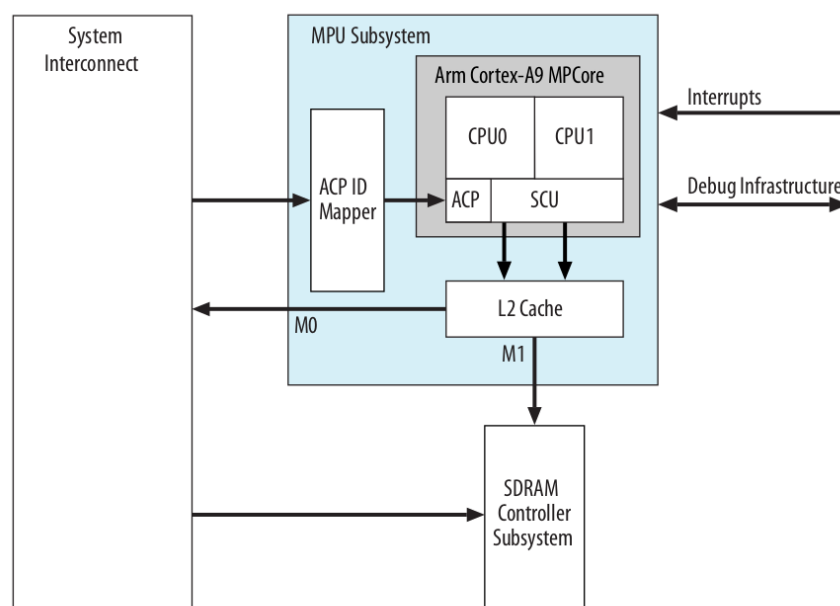 System
Interconnect
MPU Subsystem
Arm Cortex-A9 MPCore
CPU0
CPU1
ACP ID
Mapper
ACP
SCU
Interrupts
Debug Infrastructure
L2 Cache
M0
M1
SDRAM
Controller
Subsystem